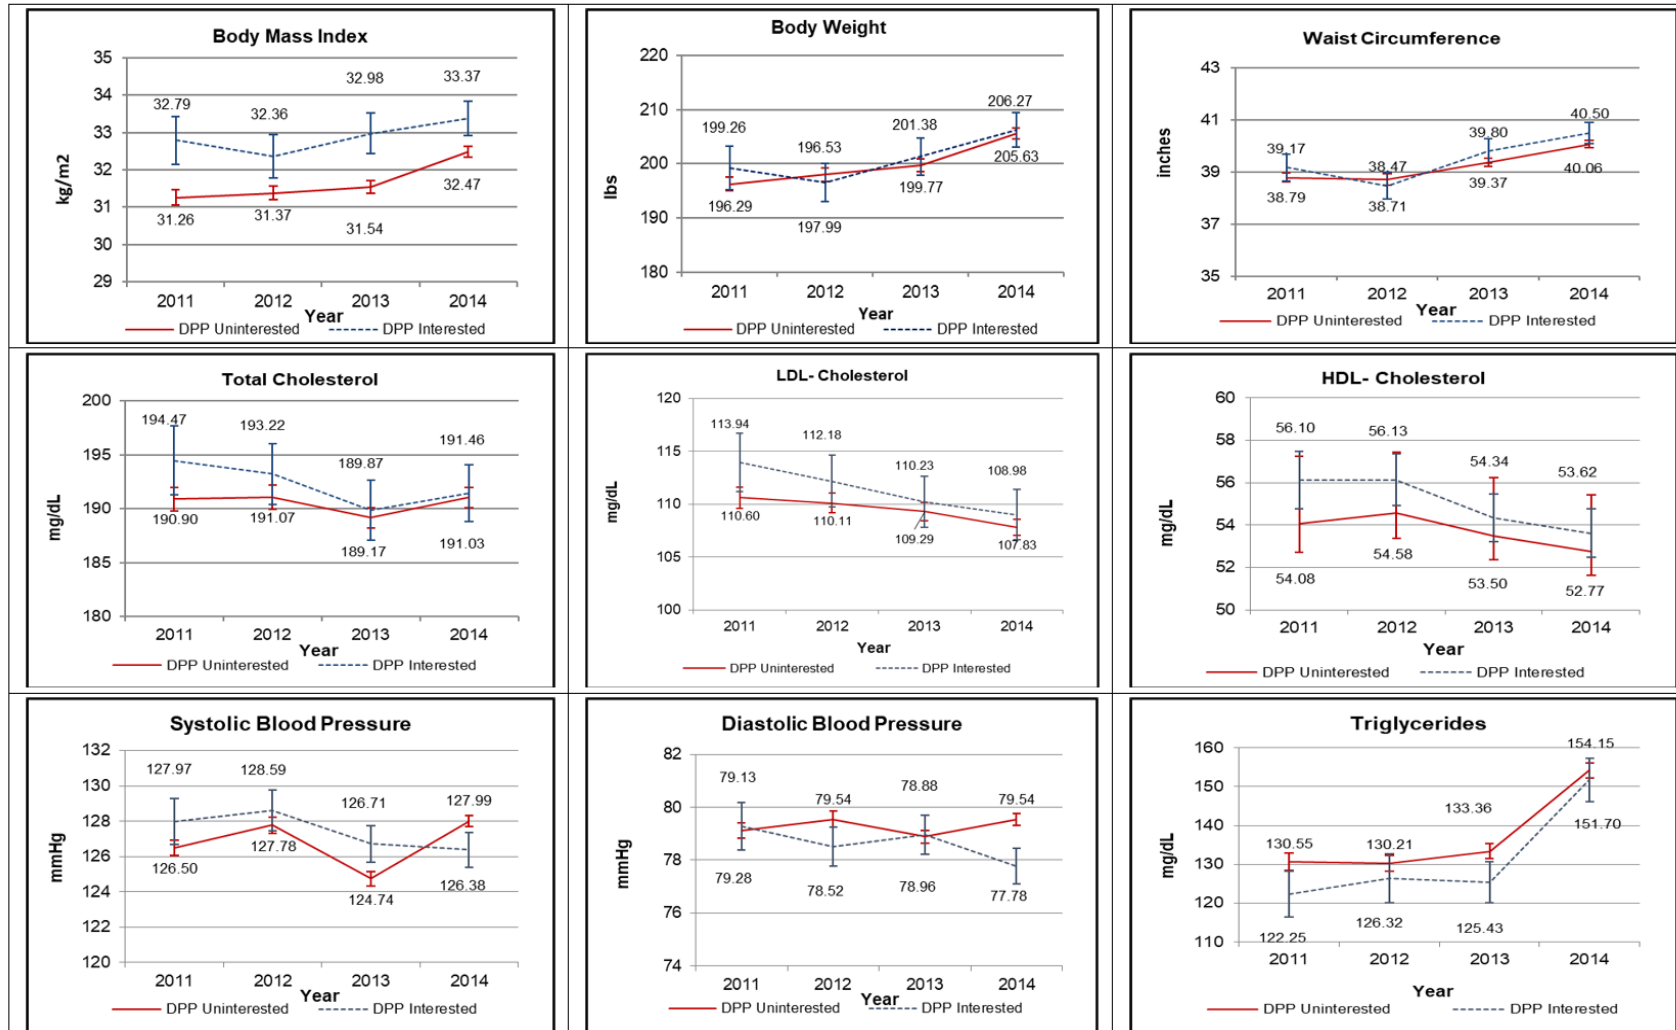 Body Mass Index
35
34
33
32
31
30
29
kg/m2
32.79
32.36
32.98
33.37
31.26
31.37
31.54
32.47
2011 2012 2013 2014
Year
DPP Uninterested DPP Interested
Body Weight
220
210
200
190
180
lbs
199.26
196.53
201.38
206.27
196.29
197.99
199.77
205.63
2011 2012 2013 2014
Year
DPP Uninterested DPP Interested
Waist Circumference
43
41
39
37
35
inches
39.17
38.47
39.80
40.50
38.79
38.71
39.37
40.06
2011 2012 2013 2014
Year
DPP Uninterested DPP Interested
Total Cholesterol
200
195
190
185
180
mg/dL
194.47
193.22
189.87
191.46
190.90
191.07
189.17
191.03
2011 2012 2013 2014
Year
DPP Uninterested DPP Interested
LDL- Cholesterol
120
115
110
105
100
mg/dL
113.94
112.18
110.23
108.98
110.60
110.11
109.29
107.83
2011 2012 2013 2014
Year
DPP Uninterested DPP Interested
HDL- Cholesterol
60
58
56
54
52
50
mg/dL
56.10
56.13
54.34
53.62
54.08
54.58
53.50
52.77
2011 2012 2013 2014
Year
DPP Uninterested DPP Interested
Systolic Blood Pressure
132
130
128
126
124
122
120
mmHg
127.97
128.59
126.71
127.99
126.50
127.78
124.74
126.38
2011 2012 2013 2014
Year
DPP Uninterested DPP Interested
Diastolic Blood Pressure
82
80
78
76
74
mmHg
79.13
79.54
78.88
79.54
79.28
78.52
78.96
77.78
2011 2012 2013 2014
Year
DPP Uninterested DPP Interested
Triglycerides
160
150
140
130
120
110
mg/dL
130.55
130.21
133.36
154.15
122.25
126.32
125.43
151.70
2011 2012 2013 2014
Year
DPP Uninterested DPP Interested